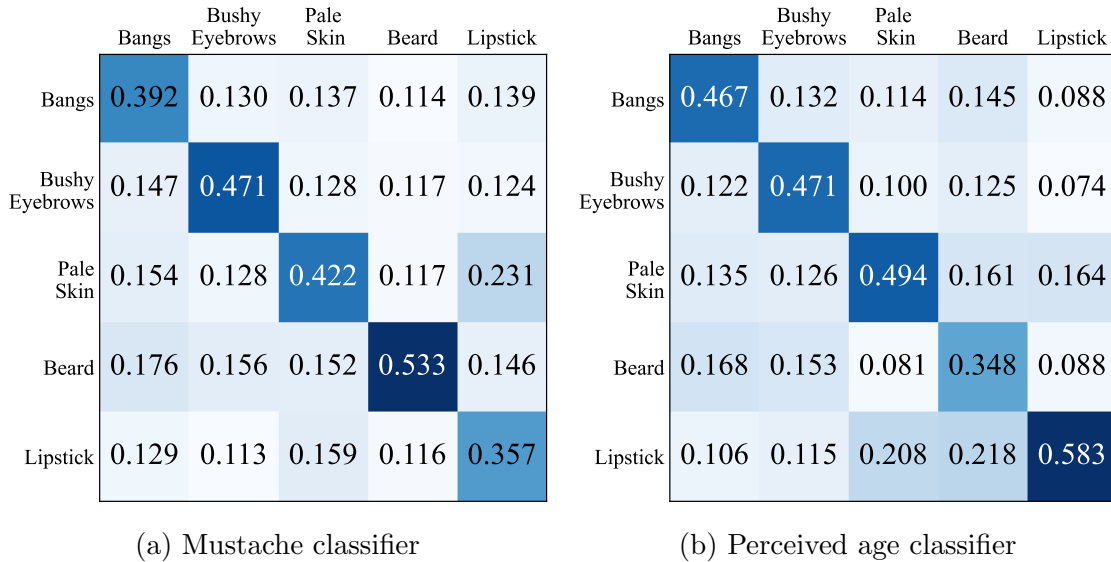 Bangs Bushy Eyebrows Pale Skin Beard Lipstick
Bangs 0.392 0.130 0.137 0.114 0.139
Bushy Eyebrows 0.147 0.471 0.128 0.117 0.124
Pale Skin 0.154 0.128 0.422 0.117 0.231
Beard 0.176 0.156 0.152 0.533 0.146
Lipstick 0.129 0.113 0.159 0.116 0.357
(a) Mustache classifier
Bangs Bushy Eyebrows Pale Skin Beard Lipstick
Bangs 0.467 0.132 0.114 0.145 0.088
Bushy Eyebrows 0.122 0.471 0.100 0.125 0.074
Pale Skin 0.135 0.126 0.494 0.161 0.164
Beard 0.168 0.153 0.081 0.348 0.088
Lipstick 0.106 0.115 0.208 0.218 0.583
(b) Perceived age classifier